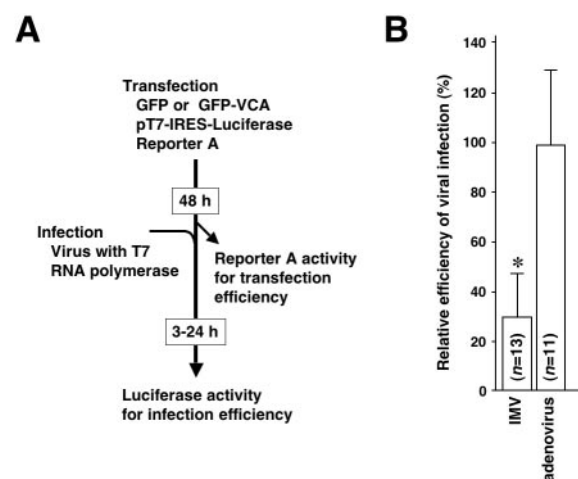 A
Transfection
GFP or GFP-VCA
pT7-IRES-Luciferase
Reporter A
48 h
Infection
Virus with T7
RNA polymerase
Reporter A activity
for transfection
efficiency
3-24 h
Luciferase activity
for infection efficiency
B
Relative efficiency of viral infection (%)
140
120
100
80
60
40
20
0
*
(n=13)
(n=11)
IMV
adenovirus